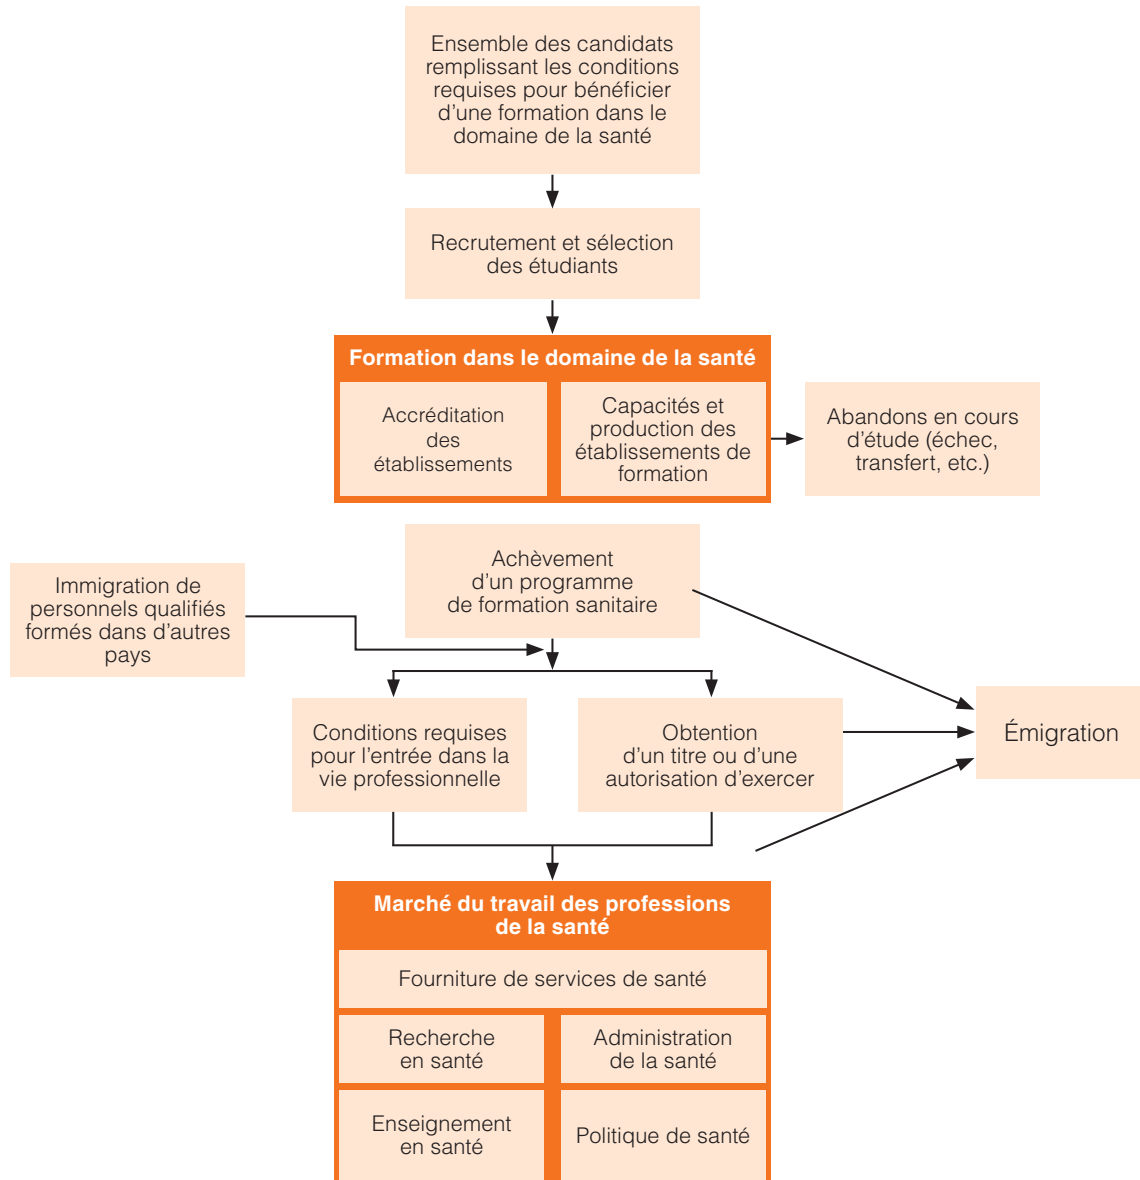 Ensemble des candidats
remplissant les conditions
requises pour bénéficier
d’une formation dans le
domaine de la santé
Recrutement et sélection
des étudiants
Formation dans le domaine de la santé
Accréditation
des
établissements
Capacités et
production des
établissements de
formation
Abandons en cours
d’étude (échec,
transfert, etc.)
Achèvement
d’un programme
de formation sanitaire
Immigration de
personnels qualifiés
formés dans d’autres
pays
Conditions requises
pour l’entrée dans la
vie professionnelle
Obtention
d’un titre ou d’une
autorisation d’exercer
Émigration
Marché du travail des professions
de la santé
Fourniture de services de santé
Recherche
en santé
Administration
de la santé
Enseignement
en santé
Politique de santé